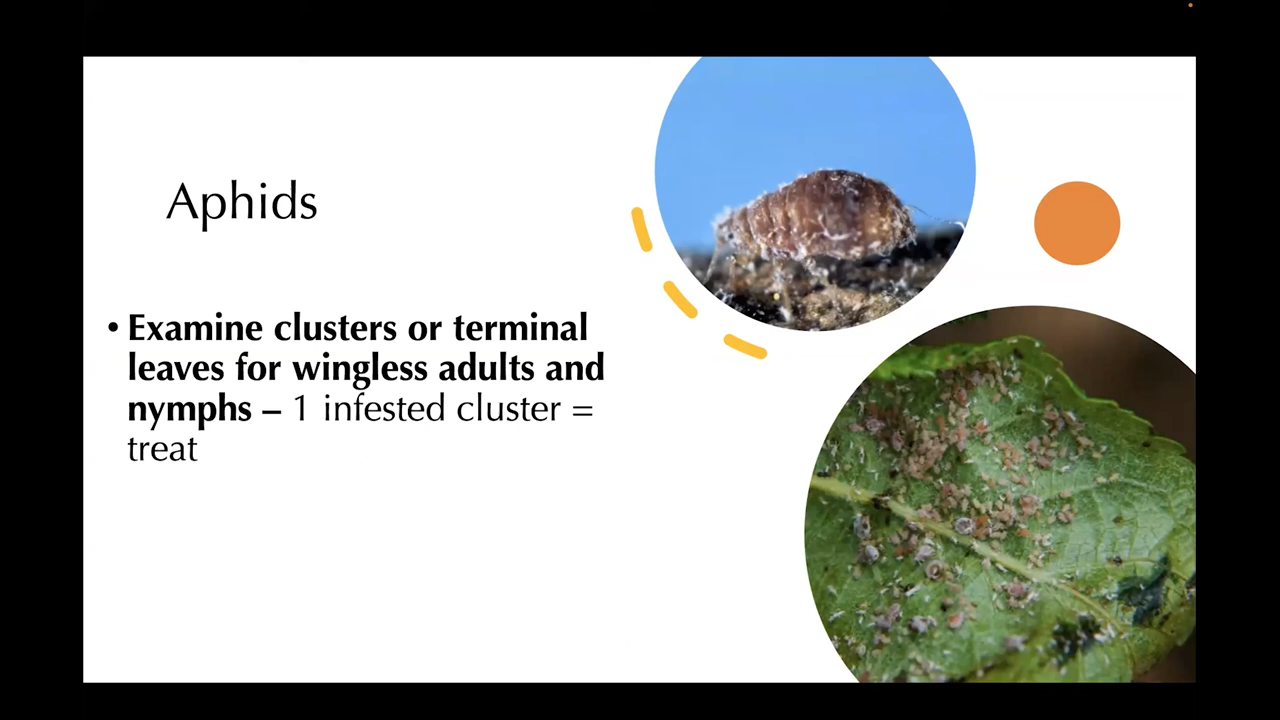 Aphids
• Examine clusters or terminal
leaves for wingless adults and
nymphs – 1 infested cluster =
treat